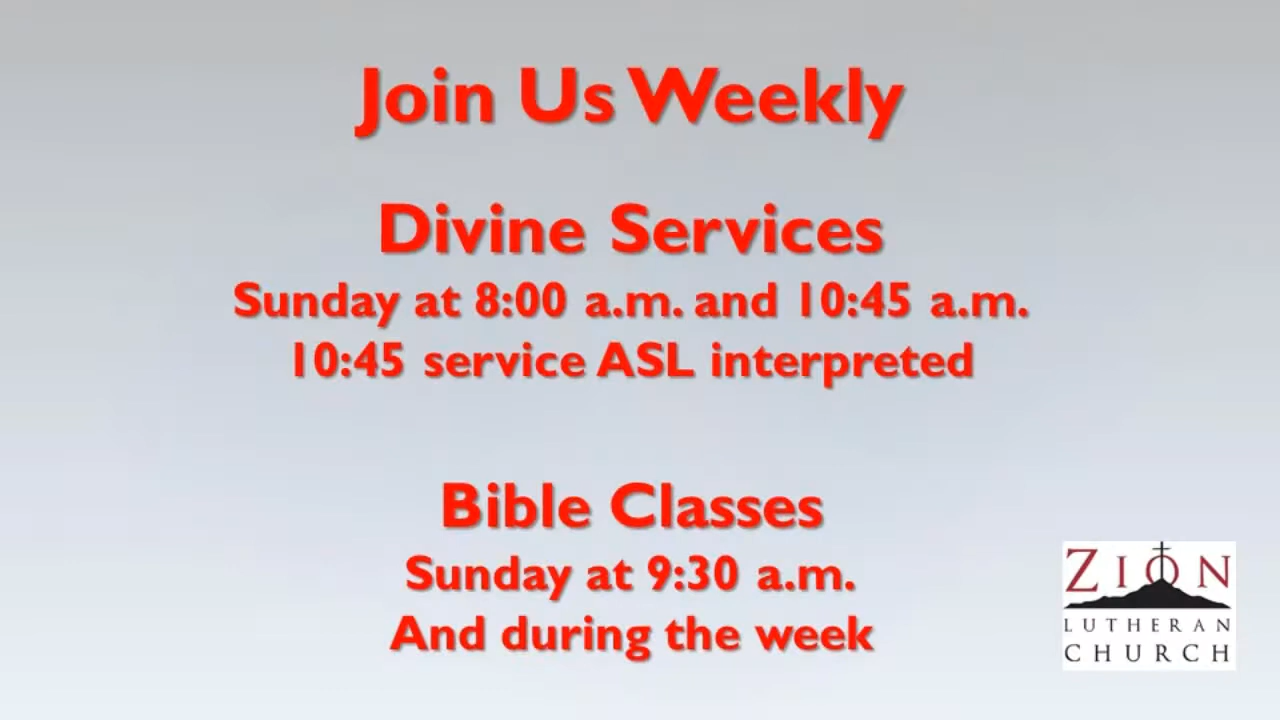 Join Us Weekly
Divine Services
Sunday at 8:00 a.m. and 10:45 a.m.
10:45 service ASL interpreted
Bible Classes
Sunday at 9:30 a.m.
And during the week
ZION
LUTHERAN
CHURCH